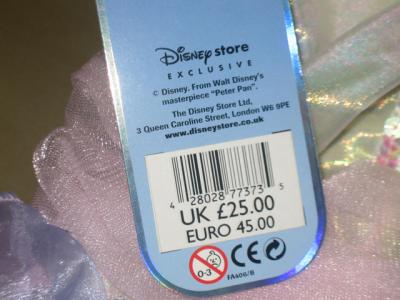 Disney store
EXCLUSIVE
© Disney. From Walt Disney's
masterpiece "Peter Pan".
The Disney Store Ltd,
3 Queen Caroline Street, London W6 9PE
www.disneystore.co.uk
4 28028 77373 5
UK £25.00
EURO 45.00
0-3 CE
FA406/B